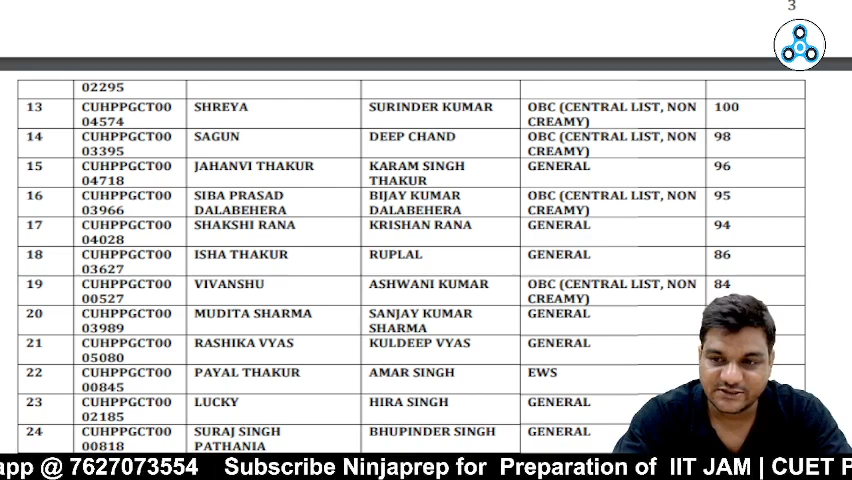 3
02295
13 CUHPPGCT00 SHREYA SURINDER KUMAR OBC (CENTRAL LIST, NON 100
04574 CREAMY)
14 CUHPPGCT00 SAGUN DEEP CHAND OBC (CENTRAL LIST, NON 98
03395 CREAMY)
15 CUHPPGCT00 JAHANVI THAKUR KARAM SINGH GENERAL 96
04718 THAKUR
16 CUHPPGCT00 SIBA PRASAD BIJAY KUMAR OBC (CENTRAL LIST, NON 95
03966 DALABEHERA DALABEHERA CREAMY)
17 CUHPPGCT00 SHAKSHI RANA KRISHAN RANA GENERAL 94
04028
18 CUHPPGCT00 ISHA THAKUR RUPLAL GENERAL 86
03627
19 CUHPPGCT00 VIVANSHU ASHWANI KUMAR OBC (CENTRAL LIST, NON 84
00527 CREAMY)
20 CUHPPGCT00 MUDITA SHARMA SANJAY KUMAR GENERAL
03989 SHARMA
21 CUHPPGCT00 RASHIKA VYAS KULDEEP VYAS GENERAL
05080
22 CUHPPGCT00 PAYAL THAKUR AMAR SINGH EWS
00845
23 CUHPPGCT00 LUCKY HIRA SINGH GENERAL
02185
24 CUHPPGCT00 SURAJ SINGH BHUPINDER SINGH GENERAL
00818 PATHANIA
app @ 7627073554 Subscribe Ninjaprep for Preparation of IIT JAM | CUET P